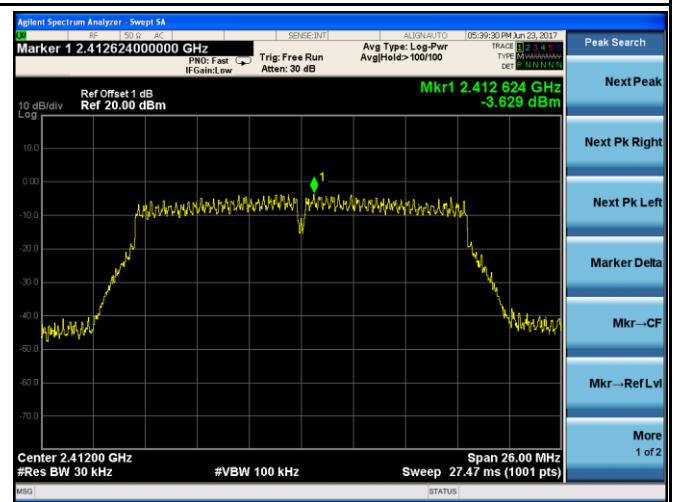 Agilent Spectrum Analyzer - Swept SA
RF 50 Ω AC SENSE:INT ALIGNAUTO 05:39:30 PM Jun 23, 2017
Marker 1 2.412624000000 GHz
PNO: Fast
IFGain:Low
Trig: Free Run
Atten: 30 dB
Avg Type: Log-Pwr
Avg|Hold:>100/100
TRACE 1 2 3 4 5 6
TYPE M
DET P N N N N N
Mkr1 2.412 624 GHz
-3.629 dBm
Ref Offset 1 dB
10 dB/div Ref 20.00 dBm
Log
1
10.0
0.00
-10.0
-20.0
-30.0
-40.0
-50.0
-60.0
-70.0
Center 2.41200 GHz Span 26.00 MHz
#Res BW 30 kHz #VBW 100 kHz Sweep 27.47 ms (1001 pts)
MSG STATUS
Peak Search
Next Peak
Next Pk Right
Next Pk Left
Marker Delta
Mkr→CF
Mkr→Ref Lvl
More
1 of 2